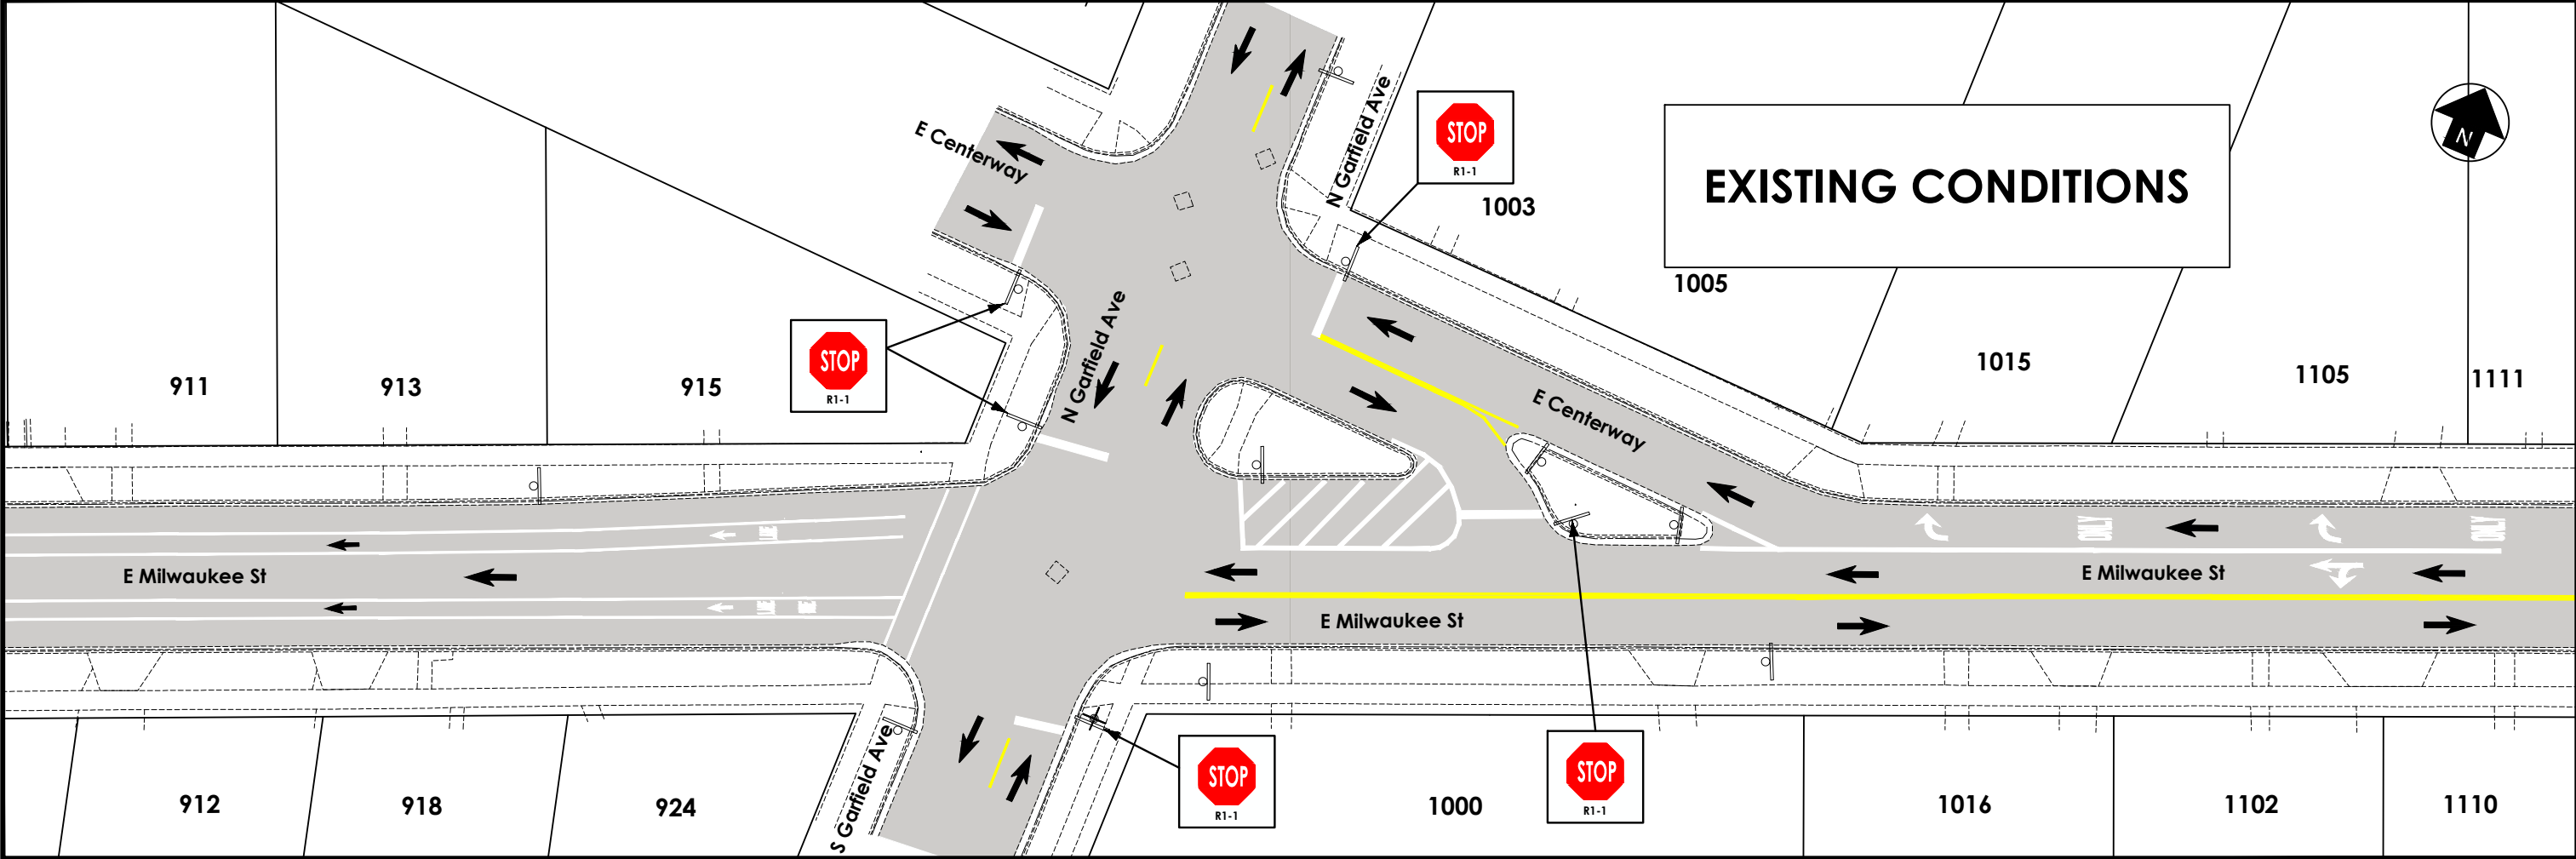 E Centerway
N Garfield Ave
STOP
R1-1
1003
EXISTING CONDITIONS
N
1005
N Garfield Ave
STOP
R1-1
911
913
915
E Centerway
1015
1105
1111
ONLY
ONLY
E Milwaukee St
E Milwaukee St
E Milwaukee St
S Garfield Ave
STOP
R1-1
STOP
R1-1
912
918
924
1000
1016
1102
1110